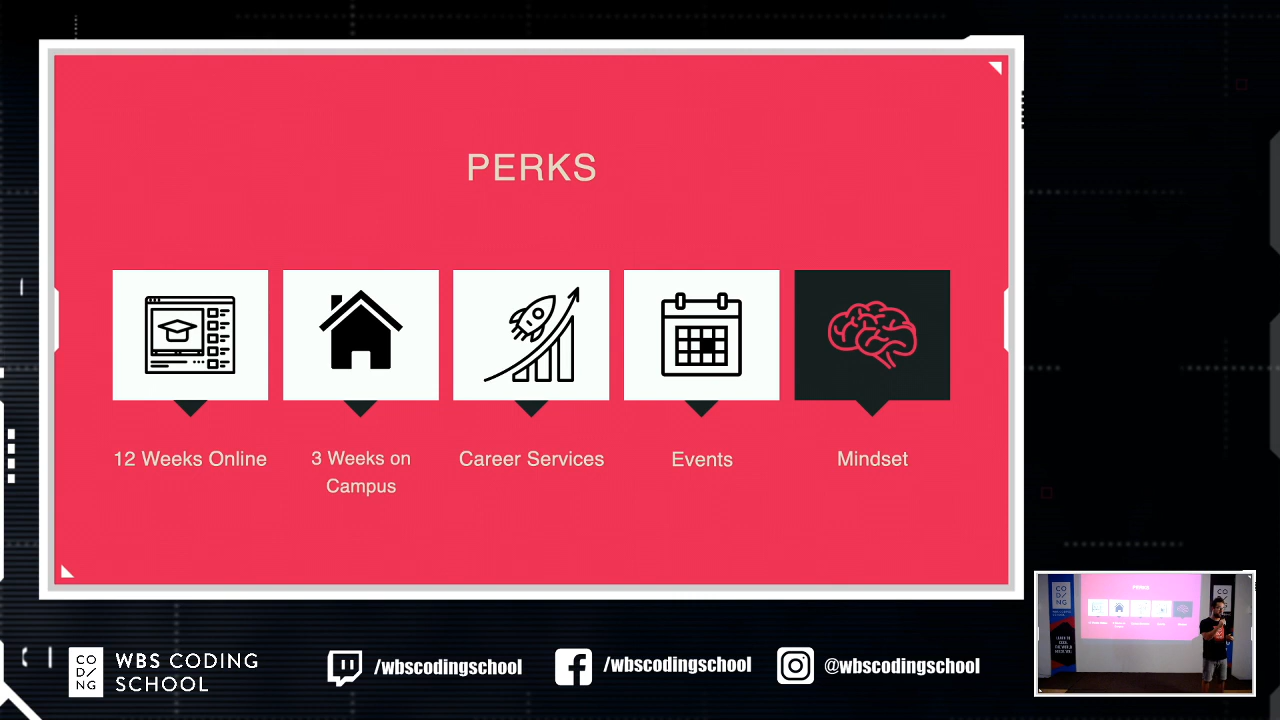 PERKS
12 Weeks Online
3 Weeks on
Campus
Career Services
Events
Mindset
CO
D/
NG
WBS CODING
SCHOOL
/wbscodingschool
/wbscodingschool
@wbscodingschool
PERKS